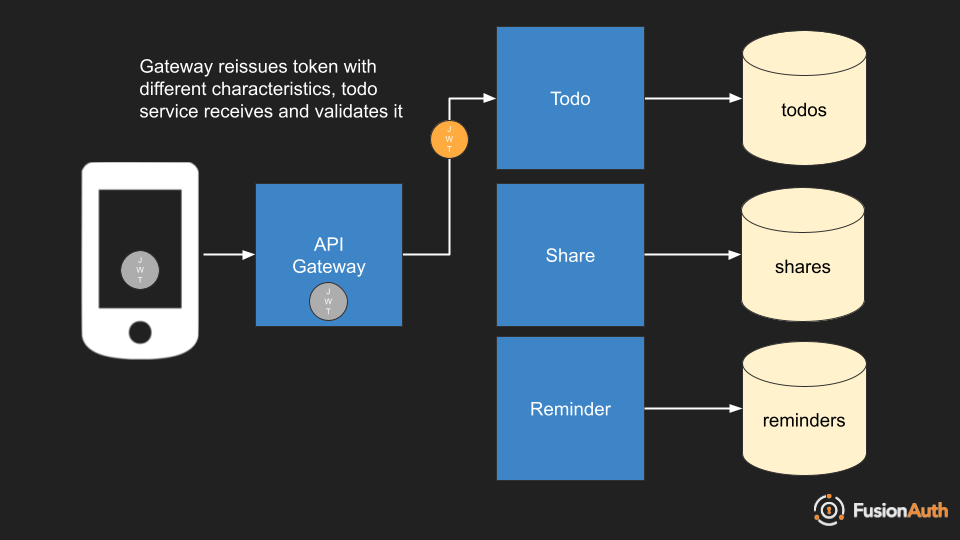 Gateway reissues token with
different characteristics, todo
service receives and validates it
J
W
T
API
Gateway
J
W
T
J
W
T
Todo
todos
Share
shares
Reminder
reminders
FusionAuth